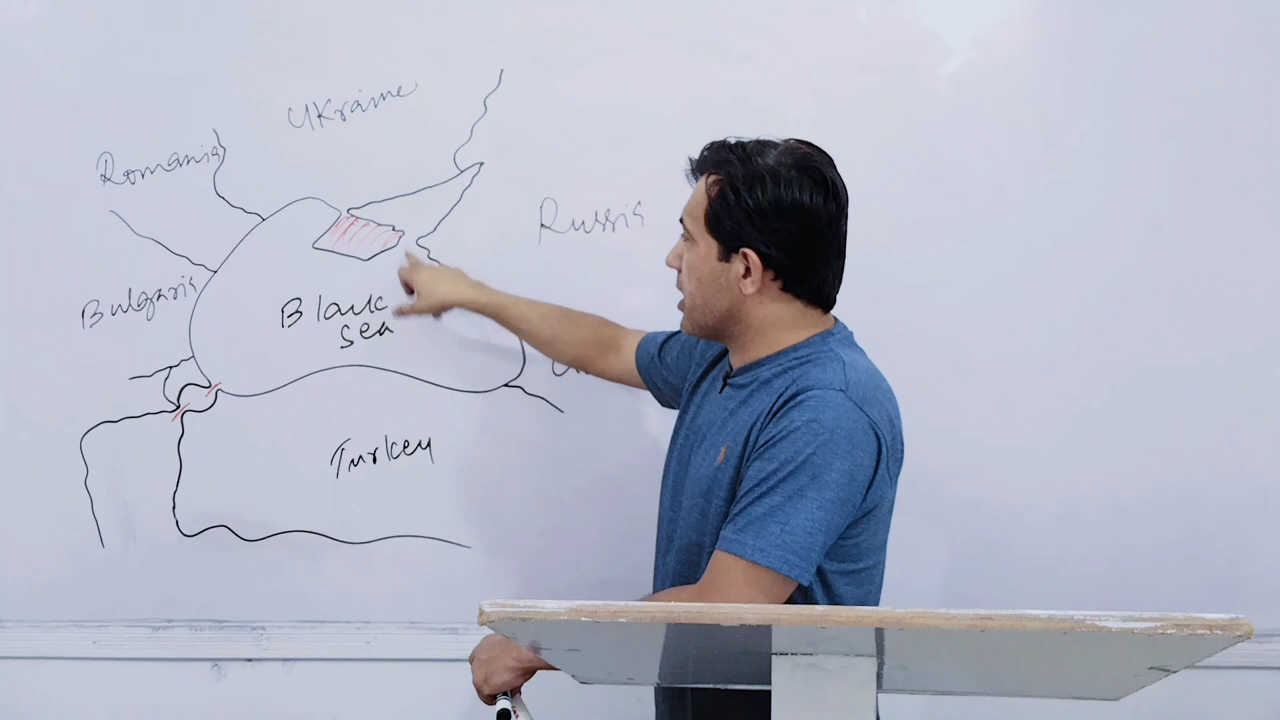 Ukraine
Romania
Russia
Bulgaria
Black
Sea
Turkey